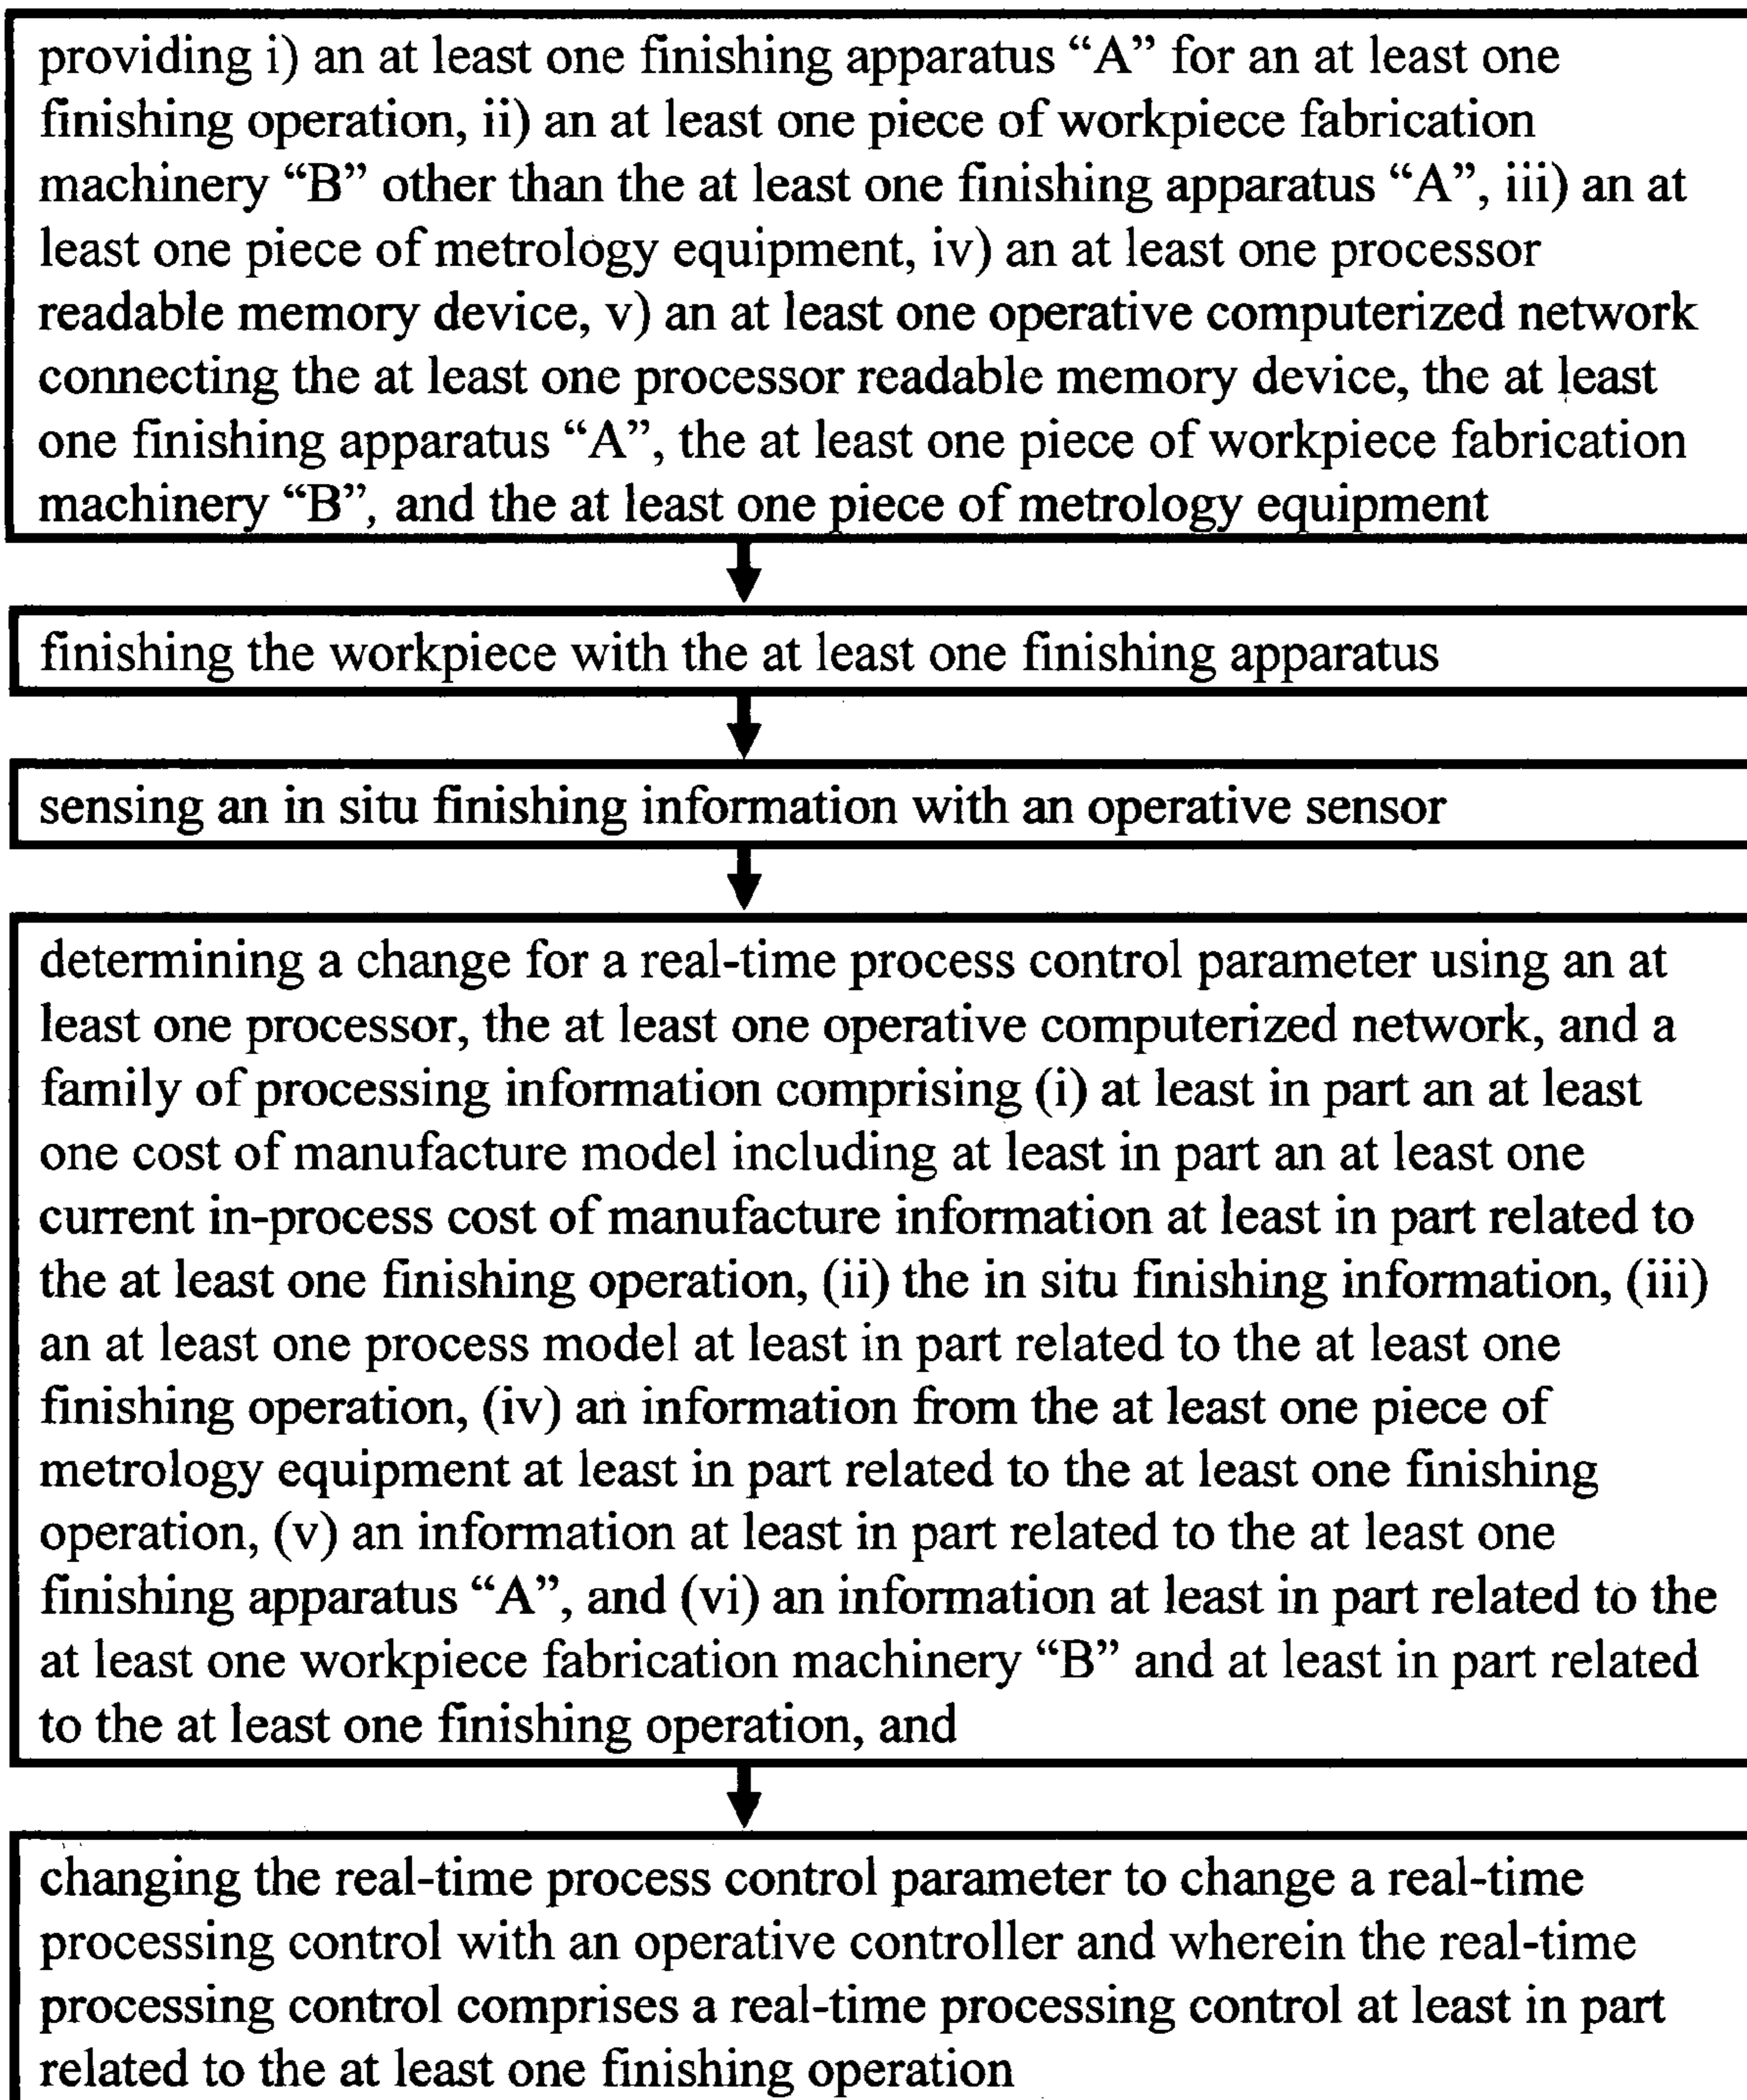 providing i) an at least one finishing apparatus “A” for an at least one
finishing operation, ii) an at least one piece of workpiece fabrication
machinery “B” other than the at least one finishing apparatus “A”, iii) an at
least one piece of metrology equipment, iv) an at least one processor
readable memory device, v) an at least one operative computerized network
connecting the at least one processor readable memory device, the at least
one finishing apparatus “A”, the at least one piece of workpiece fabrication
machinery “B”, and the at least one piece of metrology equipment
finishing the workpiece with the at least one finishing apparatus
sensing an in situ finishing information with an operative sensor
determining a change for a real-time process control parameter using an at
least one processor, the at least one operative computerized network, and a
family of processing information comprising (i) at least in part an at least
one cost of manufacture model including at least in part an at least one
current in-process cost of manufacture information at least in part related to
the at least one finishing operation, (ii) the in situ finishing information, (iii)
an at least one process model at least in part related to the at least one
finishing operation, (iv) an information from the at least one piece of
metrology equipment at least in part related to the at least one finishing
operation, (v) an information at least in part related to the at least one
finishing apparatus “A”, and (vi) an information at least in part related to the
at least one workpiece fabrication machinery “B” and at least in part related
to the at least one finishing operation, and
changing the real-time process control parameter to change a real-time
processing control with an operative controller and wherein the real-time
processing control comprises a real-time processing control at least in part
related to the at least one finishing operation